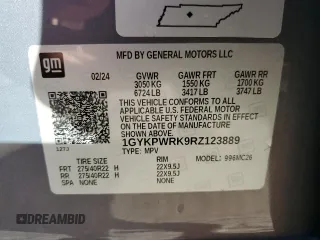 gm
MFD BY GENERAL MOTORS LLC
02/24 GVWR GAWR FRT GAWR RR
3050 KG 1550 KG 1700 KG
6724 LB 3417 LB 3747 LB
THIS VEHICLE CONFORMS TO ALL APPLICABLE
U.S. FEDERAL MOTOR VEHICLE SAFETY AND
THEFT PREVENTION STANDARDS IN EFFECT ON
THE DATE OF MANUFACTURE SHOWN ABOVE.
1GYKPWRK9RZ123889
TYPE: MPV MODEL:
TIRE SIZE RIM
FRT 275/40R22 H 22X9.5J
RR 275/40R22 H 22X9.5J
SPA NONE NONE
DREAMBID